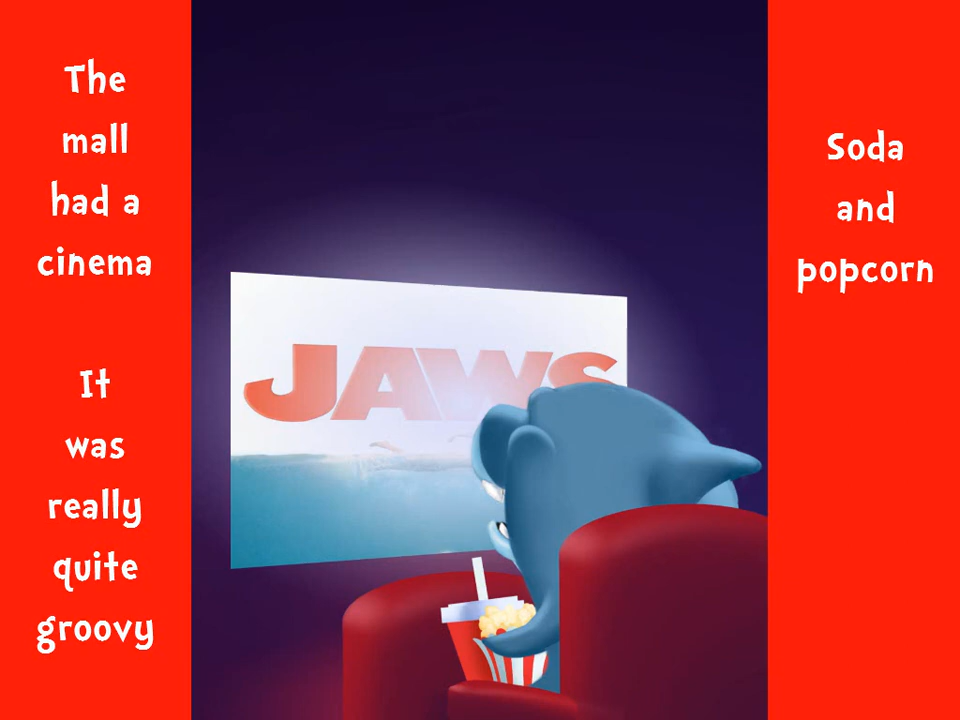 The
mall
had a
cinema
It
was
really
quite
groovy
JAWS
Soda
and
popcorn